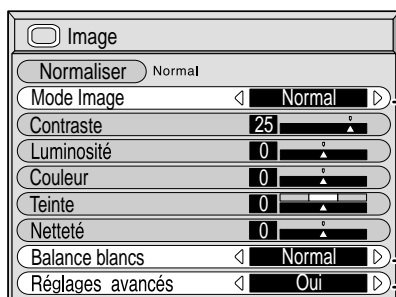 Image
Normaliser Normal
Mode Image Normal
Contraste 25
Luminosité 0
Couleur 0
Teinte 0
Netteté 0
Balance blancs Normal
Réglages avancés Oui